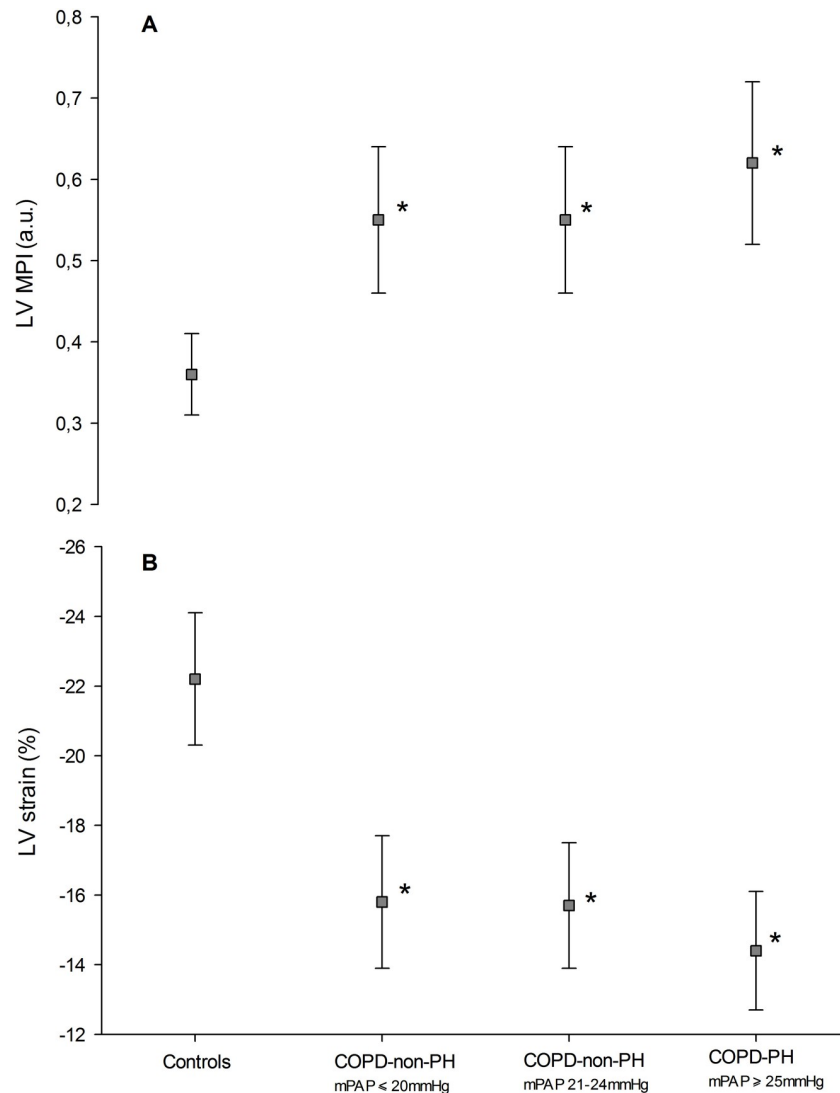 A
0,8
0,7
0,6
0,5
0,4
0,3
0,2
LV MPI (a.u.)
*
*
*
B
-26
-24
-22
-20
-18
-16
-14
-12
LV strain (%)
*
*
*
Controls
COPD-non-PH
mPAP ⩽ 20mmHg
COPD-non-PH
mPAP 21-24mmHg
COPD-PH
mPAP ⩾ 25mmHg